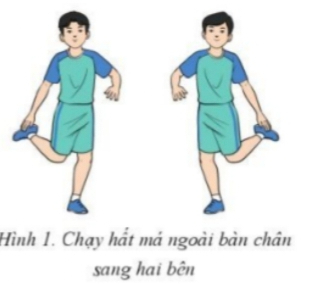 Hình 1. Chạy hất má ngoài bàn chân
sang hai bên